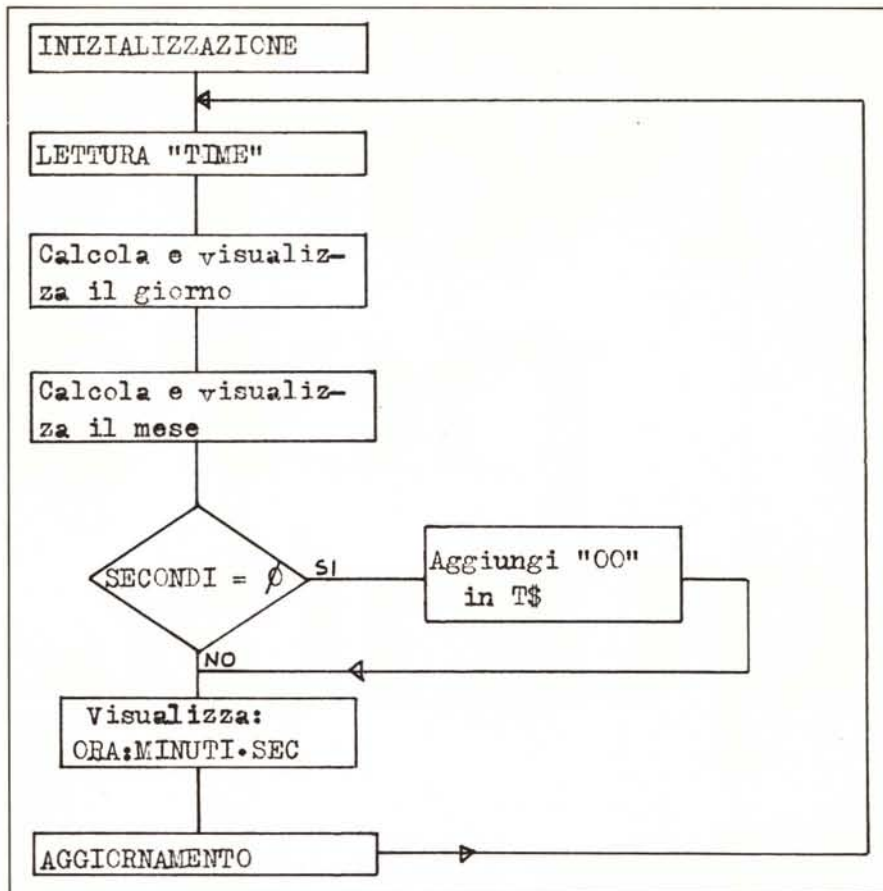 INIZIALIZZAZIONE
LETTURA "TIME"
Calcola e visualiz-
za il giorno
Calcola e visualiz-
za il mese
SECONDI = Ø
SI
Aggiungi "00"
in T$
NO
Visualizza:
ORA:MINUTI.SEC
AGGIORNAMENTO